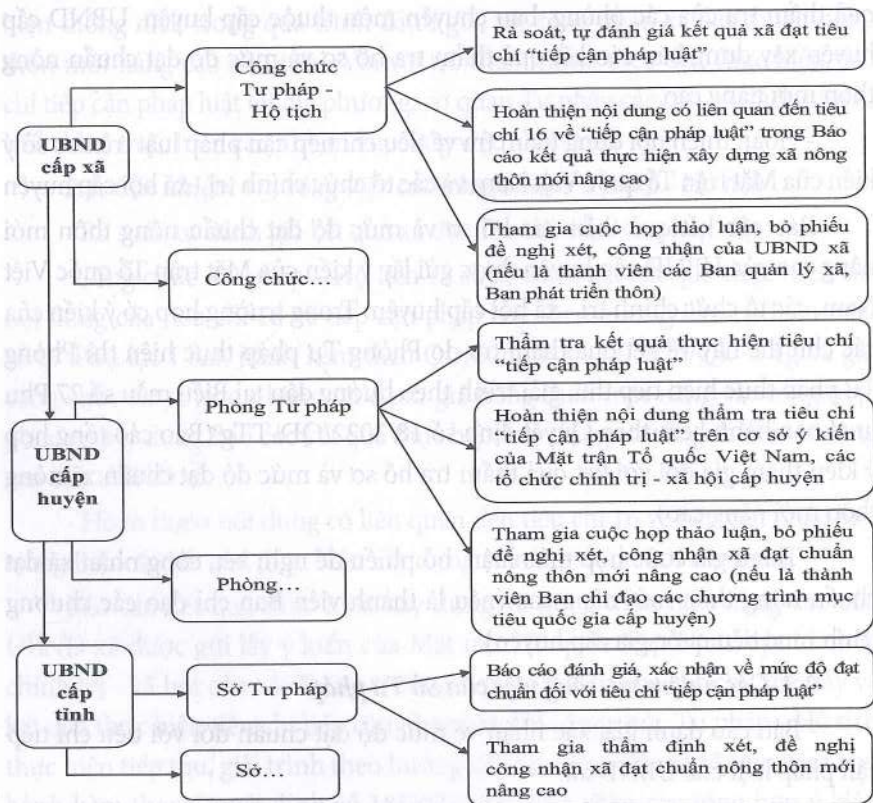 Rà soát, tự đánh giá kết quả xã đạt tiêu
chí “tiếp cận pháp luật”
Công chức
Tư pháp -
Hộ tịch
Hoàn thiện nội dung có liên quan đến tiêu
chí 16 về “tiếp cận pháp luật” trong Báo
cáo kết quả thực hiện xây dựng xã nông
thôn mới nâng cao
UBND
cấp xã
Tham gia cuộc họp thảo luận, bỏ phiếu
đề nghị xét, công nhận của UBND xã
(nếu là thành viên các Ban quản lý xã,
Ban phát triển thôn)
Công chức...
Thẩm tra kết quả thực hiện tiêu chí
“tiếp cận pháp luật”
Phòng Tư pháp
Hoàn thiện nội dung thẩm tra tiêu chí
“tiếp cận pháp luật” trên cơ sở ý kiến
của Mặt trận Tổ quốc Việt Nam, các
tổ chức chính trị - xã hội cấp huyện
UBND
cấp
huyện
Tham gia cuộc họp thảo luận, bỏ phiếu
đề nghị xét, công nhận xã đạt chuẩn
nông thôn mới nâng cao (nếu là thành
viên Ban chỉ đạo các chương trình mục
tiêu quốc gia cấp huyện)
Phòng...
UBND
cấp
tỉnh
Sở Tư pháp
Báo cáo đánh giá, xác nhận về mức độ đạt
chuẩn đối với tiêu chí “tiếp cận pháp luật”
Tham gia thẩm định xét, đề nghị
công nhận xã đạt chuẩn nông thôn mới
nâng cao
Sở...